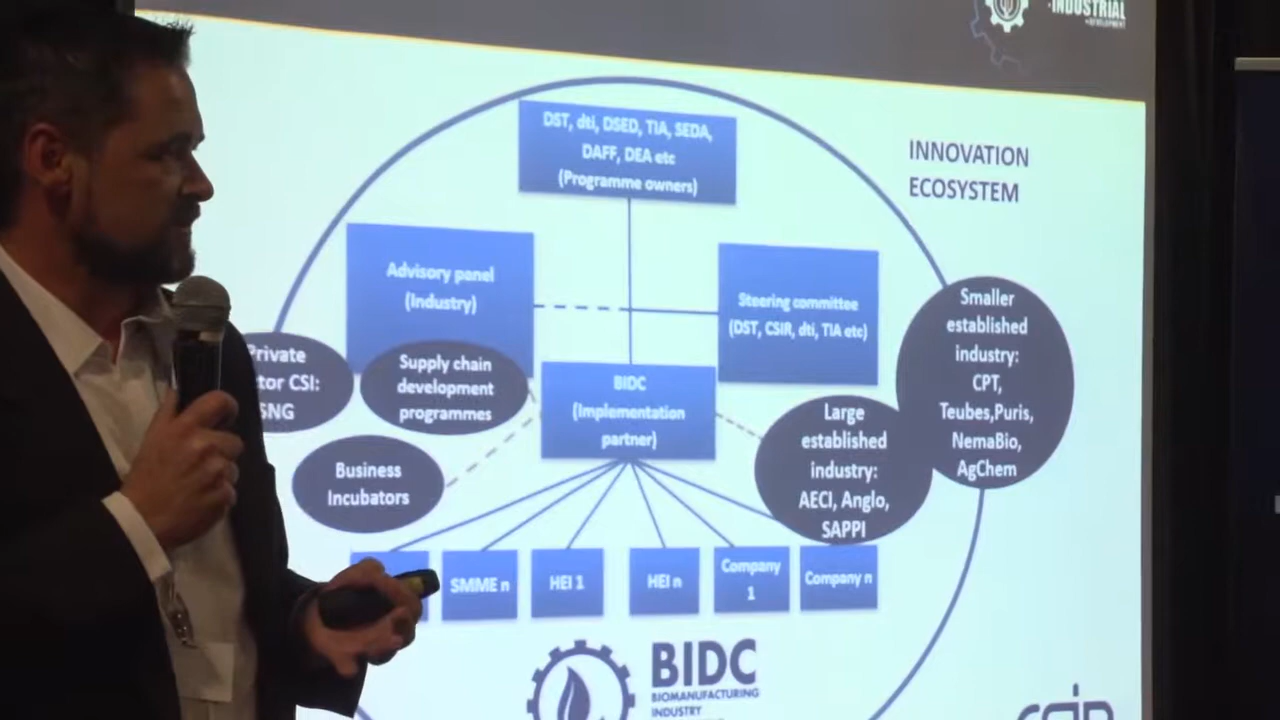 INDUSTRIAL
DEVELOPMENT
DST, dti, DSED, TIA, SEDA,
DAFF, DEA etc
(Programme owners)
INNOVATION
ECOSYSTEM
Advisory panel
(Industry)
Steering committee
(DST, CSIR, dti, TIA etc)
Smaller
established
industry:
CPT,
Teubes,Puris,
NemaBio,
AgChem
Private
tor CSI:
SNG
Supply chain
development
programmes
BIDC
(Implementation
partner)
Large
established
industry:
AECI, Anglo,
SAPPI
Business
Incubators
SMME n
HEI 1
HEI n
Company
1
Company n
BIDC
BIOMANUFACTURING
INDUSTRY